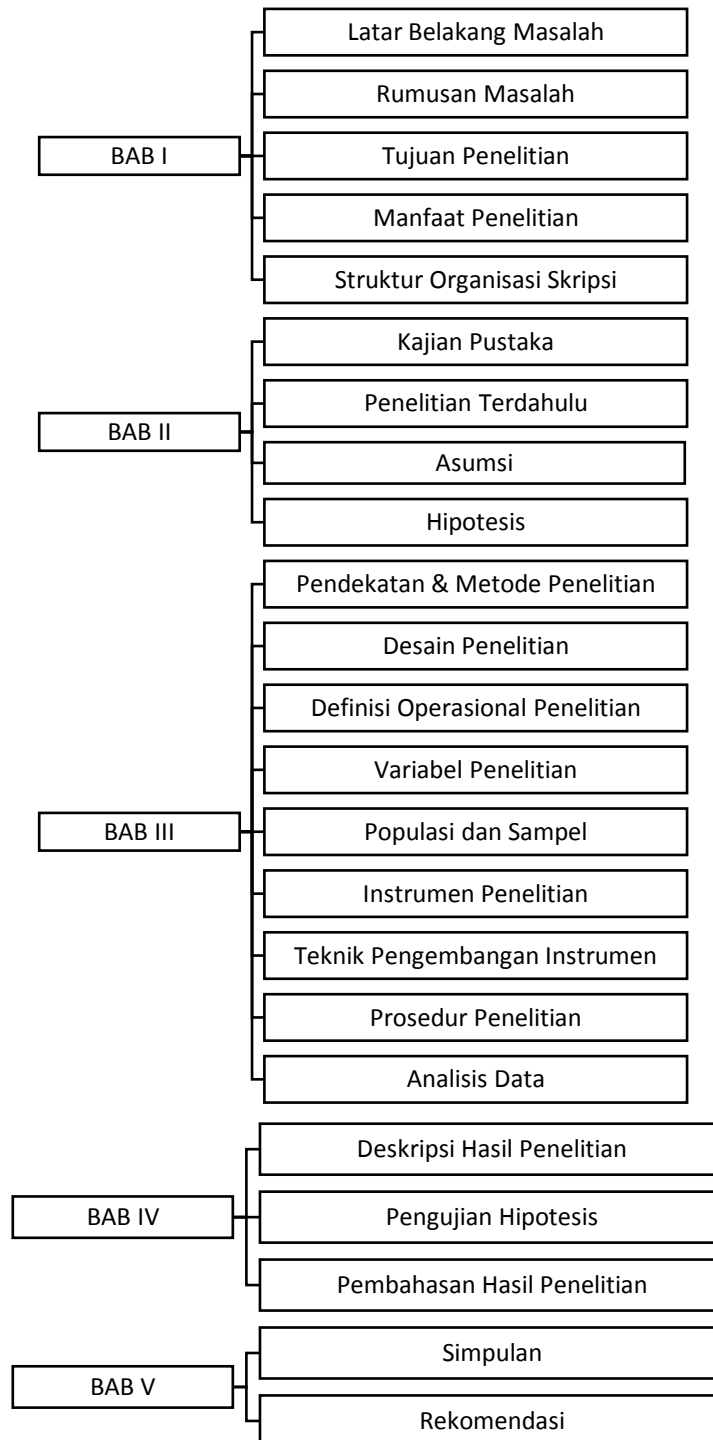 BAB I
Latar Belakang Masalah
Rumusan Masalah
Tujuan Penelitian
Manfaat Penelitian
Struktur Organisasi Skripsi
BAB II
Kajian Pustaka
Penelitian Terdahulu
Asumsi
Hipotesis
BAB III
Pendekatan & Metode Penelitian
Desain Penelitian
Definisi Operasional Penelitian
Variabel Penelitian
Populasi dan Sampel
Instrumen Penelitian
Teknik Pengembangan Instrumen
Prosedur Penelitian
Analisis Data
BAB IV
Deskripsi Hasil Penelitian
Pengujian Hipotesis
Pembahasan Hasil Penelitian
BAB V
Simpulan
Rekomendasi